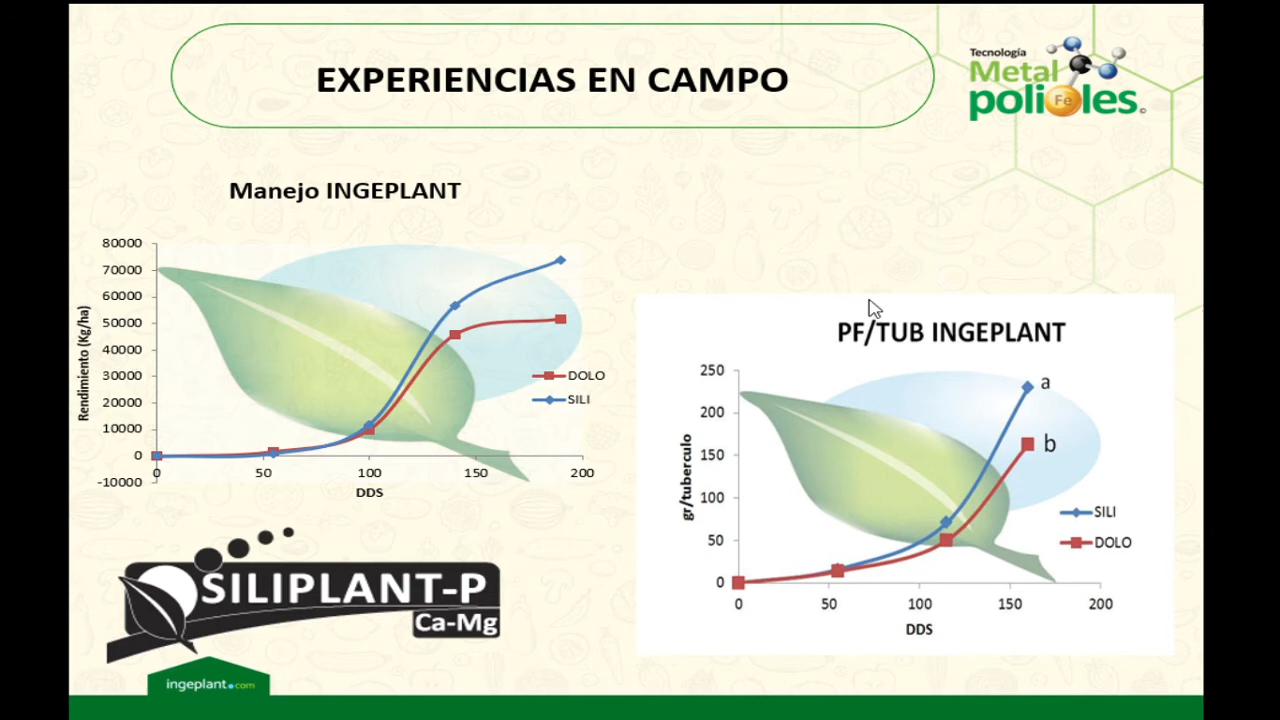 EXPERIENCIAS EN CAMPO
Tecnología
Metal
polioles
Fe
Manejo INGEPLANT
80000
70000
60000
50000
40000
30000
20000
10000
0
-10000
Rendimiento (Kg/ha)
0
50
100
150
200
DDS
DOLO
SILI
PF/TUB INGEPLANT
250
200
150
100
50
0
gr/tuberculo
0
50
100
150
200
DDS
a
b
SILI
DOLO
SILIPLANT-P
Ca-Mg
ingeplant.com